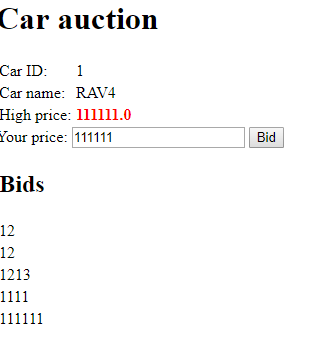 Car auction
Car ID: 1
Car name: RAV4
High price: 111111.0
Your price: 111111 Bid
Bids
12
12
1213
1111
111111